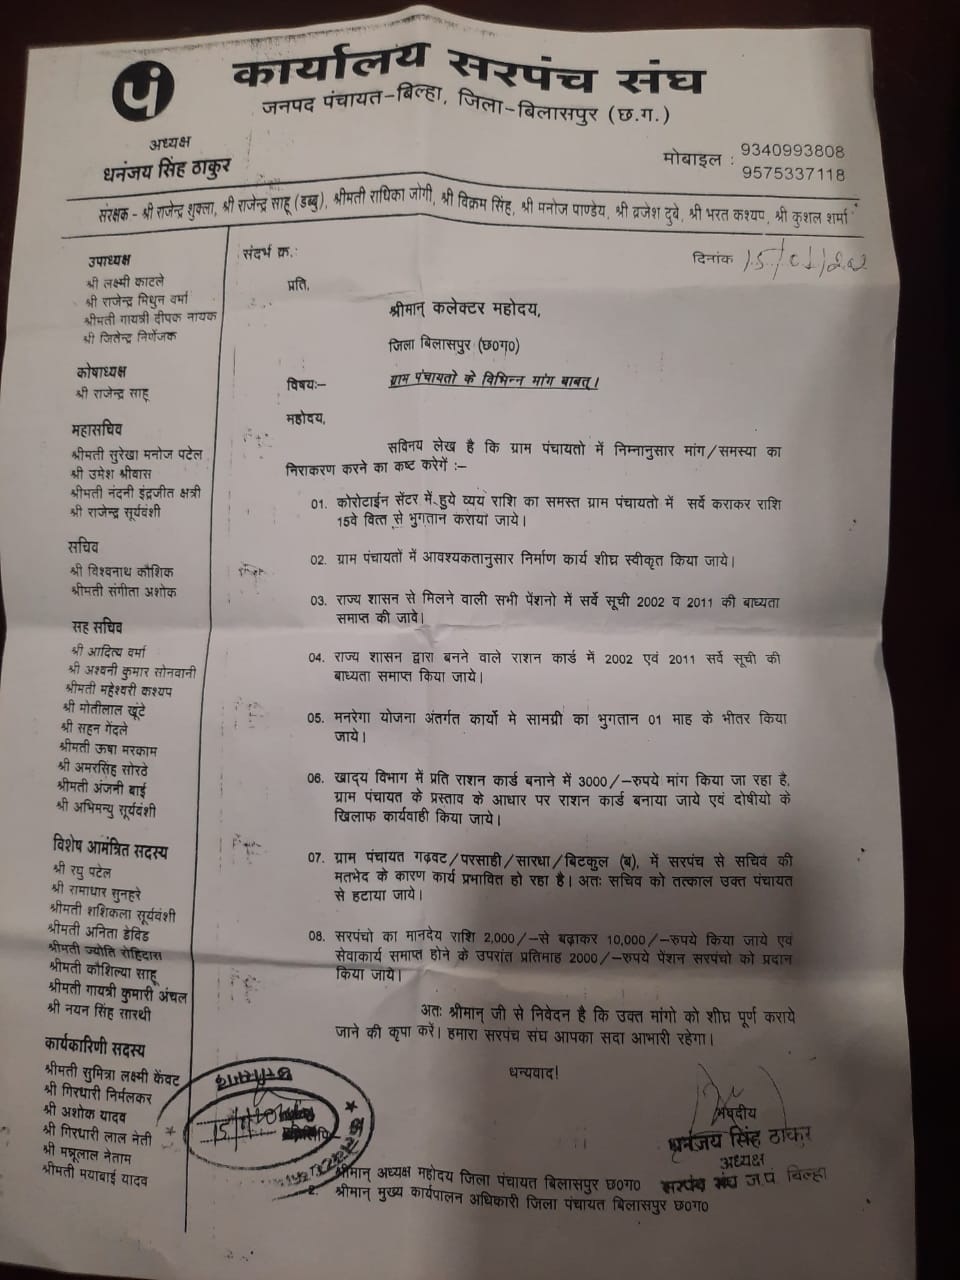 कार्यालय सरपंच संघ
जनपद पंचायत-बिल्हा, जिला-बिलासपुर (छ.ग.)
अध्यक्ष
धनंजय सिंह ठाकुर
मोबाइल : 9340993808
9575337118
संरक्षक - श्री राजेन्द्र शुक्ला, श्री राजेन्द्र साहू (डब्बु), श्रीमती राधिका जोगी, श्री विक्रम सिंह, श्री मनोज पाण्डेय, श्री ब्रजेश दुबे, श्री भरत कश्यप, श्री कुशल शर्मा
उपाध्यक्ष
श्री लक्ष्मी काटले
श्री राजेन्द्र मिथुन वर्मा
श्रीमती गायत्री दीपक नायक
श्री जितेन्द्र निर्णेजक
कोषाध्यक्ष
श्री राजेन्द्र साहू
महासचिव
श्रीमती सुरेखा मनोज पटेल
श्री उमेश श्रीवास
श्रीमती नंदनी इंद्रजीत क्षत्री
श्री राजेन्द्र सूर्यवंशी
सचिव
श्री विश्वनाथ कौशिक
श्रीमती संगीता अशोक
सह सचिव
श्री आदित्य वर्मा
श्री अश्वनी कुमार सोनवानी
श्रीमती महेश्वरी कश्यप
श्री मोतीलाल खूंटे
श्री सहन गेंदले
श्रीमती ऊषा मरकाम
श्री अमरसिंह सोरठे
श्रीमती अंजनी बाई
श्री अभिमन्यु सूर्यवंशी
विशेष आमंत्रित सदस्य
श्री रघु पटेल
श्री रामाधार सुनहरे
श्रीमती शशिकला सूर्यवंशी
श्रीमती अनिता डेविड
श्रीमती ज्योति रोहिदास
श्रीमती कौशिल्या साहू
श्रीमती गायत्री कुमारी अंचल
श्री नयन सिंह सारथी
कार्यकारिणी सदस्य
श्रीमती सुमित्रा लक्ष्मी केंवट
श्री गिरधारी निर्मलकर
श्री अशोक यादव
श्री गिरधारी लाल नेती
श्री मन्नूलाल नेताम
श्रीमती मयाबाई यादव
संदर्भ क्र.:
दिनांक 15/01/202
प्रति,
श्रीमान् कलेक्टर महोदय,
जिला बिलासपुर (छ०ग०)
विषयः- ग्राम पंचायतो के विभिन्न मांग बाबत्।
महोदय,
सविनय लेख है कि ग्राम पंचायतो में निम्नानुसार मांग/समस्या का
निराकरण करने का कष्ट करेगें :-
01. कोरोटाईन सेंटर में हुये व्यय राशि का समस्त ग्राम पंचायतो में सर्वे कराकर राशि
15वे वित्त से भुगतान कराया जाये।
02. ग्राम पंचायतों में आवश्यकतानुसार निर्माण कार्य शीघ्र स्वीकृत किया जाये।
03. राज्य शासन से मिलने वाली सभी पेंशनो में सर्वे सूची 2002 व 2011 की बाध्यता
समाप्त की जावे।
04. राज्य शासन द्वारा बनने वाले राशन कार्ड में 2002 एवं 2011 सर्वे सूची की
बाध्यता समाप्त किया जाये।
05. मनरेगा योजना अंतर्गत कार्यो मे सामग्री का भुगतान 01 माह के भीतर किया
जाये।
06. खाद्य विभाग में प्रति राशन कार्ड बनाने में 3000/-रुपये मांग किया जा रहा है,
ग्राम पंचायत के प्रस्ताव के आधार पर राशन कार्ड बनाया जाये एवं दोषीयो के
खिलाफ कार्यवाही किया जाये।
07. ग्राम पंचायत गढ़वट/परसाही/सारधा/बिटकुल (ब), में सरपंच से सचिव की
मतभेद के कारण कार्य प्रभावित हो रहा है। अतः सचिव को तत्काल उक्त पंचायत
से हटाया जाये।
08. सरपंचो का मानदेय राशि 2,000/-से बढ़ाकर 10,000/-रुपये किया जाये एवं
सेवाकार्य समाप्त होने के उपरांत प्रतिमाह 2000/-रुपये पेंशन सरपंचो को प्रदान
किया जाये।
अतः श्रीमान् जी से निवेदन है कि उक्त मांगो को शीघ्र पूर्ण कराये
जाने की कृपा करें। हमारा सरपंच संघ आपका सदा आभारी रहेगा।
धन्यवाद!
भवदीय
धनंजय सिंह ठाकुर
अध्यक्ष
सरपंच संघ ज.पं. बिल्हा
छत्तीसगढ़
श्रीमान् अध्यक्ष महोदय जिला पंचायत बिलासपुर छ०ग०
2. श्रीमान् मुख्य कार्यपालन अधिकारी जिला पंचायत बिलासपुर छ०ग०